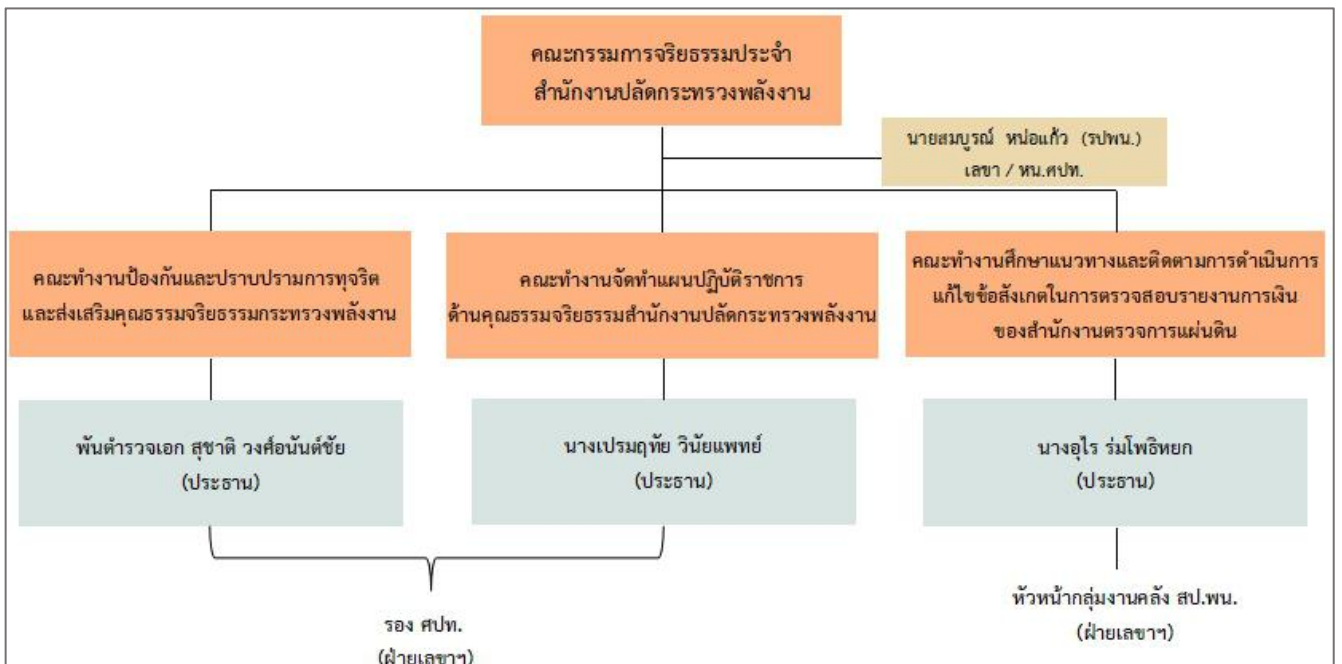 คณะกรรมการจริยธรรมประจำ
สำนักงานปลัดกระทรวงพลังงาน
นายสมบูรณ์ หน่อแก้ว (รปพน.)
เลขา / หน.ศปท.
คณะทำงานป้องกันและปราบปรามการทุจริต
และส่งเสริมคุณธรรมจริยธรรมกระทรวงพลังงาน
คณะทำงานจัดทำแผนปฏิบัติราชการ
ด้านคุณธรรมจริยธรรมสำนักงานปลัดกระทรวงพลังงาน
คณะทำงานศึกษาแนวทางและติดตามการดำเนินการ
แก้ไขข้อสังเกตในการตรวจสอบรายงานการเงิน
ของสำนักงานตรวจการแผ่นดิน
พันตำรวจเอก สุชาติ วงศ์อนันต์ชัย
(ประธาน)
นางเปรมฤทัย วินัยแพทย์
(ประธาน)
นางอุไร ร่มโพธิหยก
(ประธาน)
รอง ศปท.
(ฝ่ายเลขาฯ)
หัวหน้ากลุ่มงานคลัง สป.พน.
(ฝ่ายเลขาฯ)